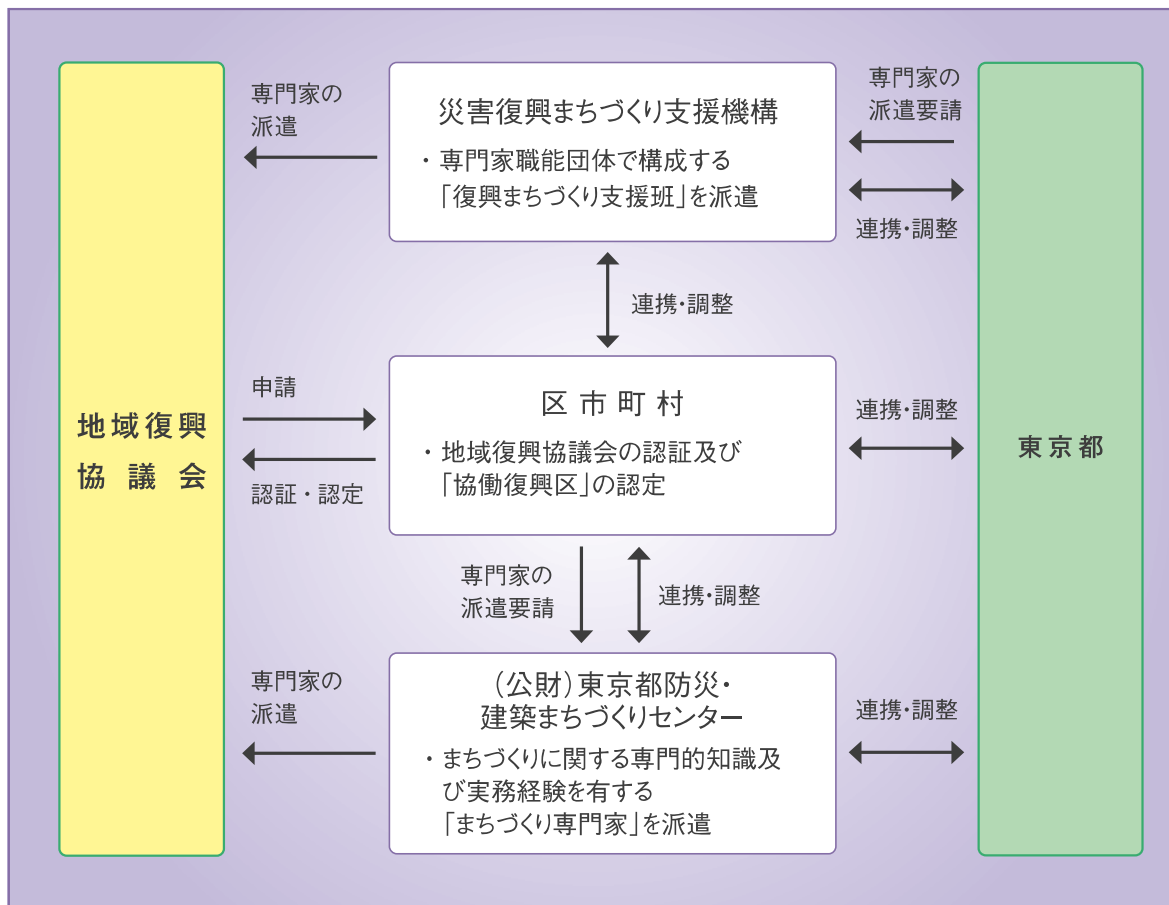 地域復興
協議会
専門家の
派遣
災害復興まちづくり支援機構
・専門家職能団体で構成する
「復興まちづくり支援班」を派遣
専門家の
派遣要請
連携・調整
連携・調整
申請
認証・認定
区市町村
・地域復興協議会の認証及び
「協働復興区」の認定
連携・調整
東京都
専門家の
派遣要請
連携・調整
専門家の
派遣
（公財）東京都防災・
建築まちづくりセンター
・まちづくりに関する専門的知識及
び実務経験を有する
「まちづくり専門家」を派遣
連携・調整